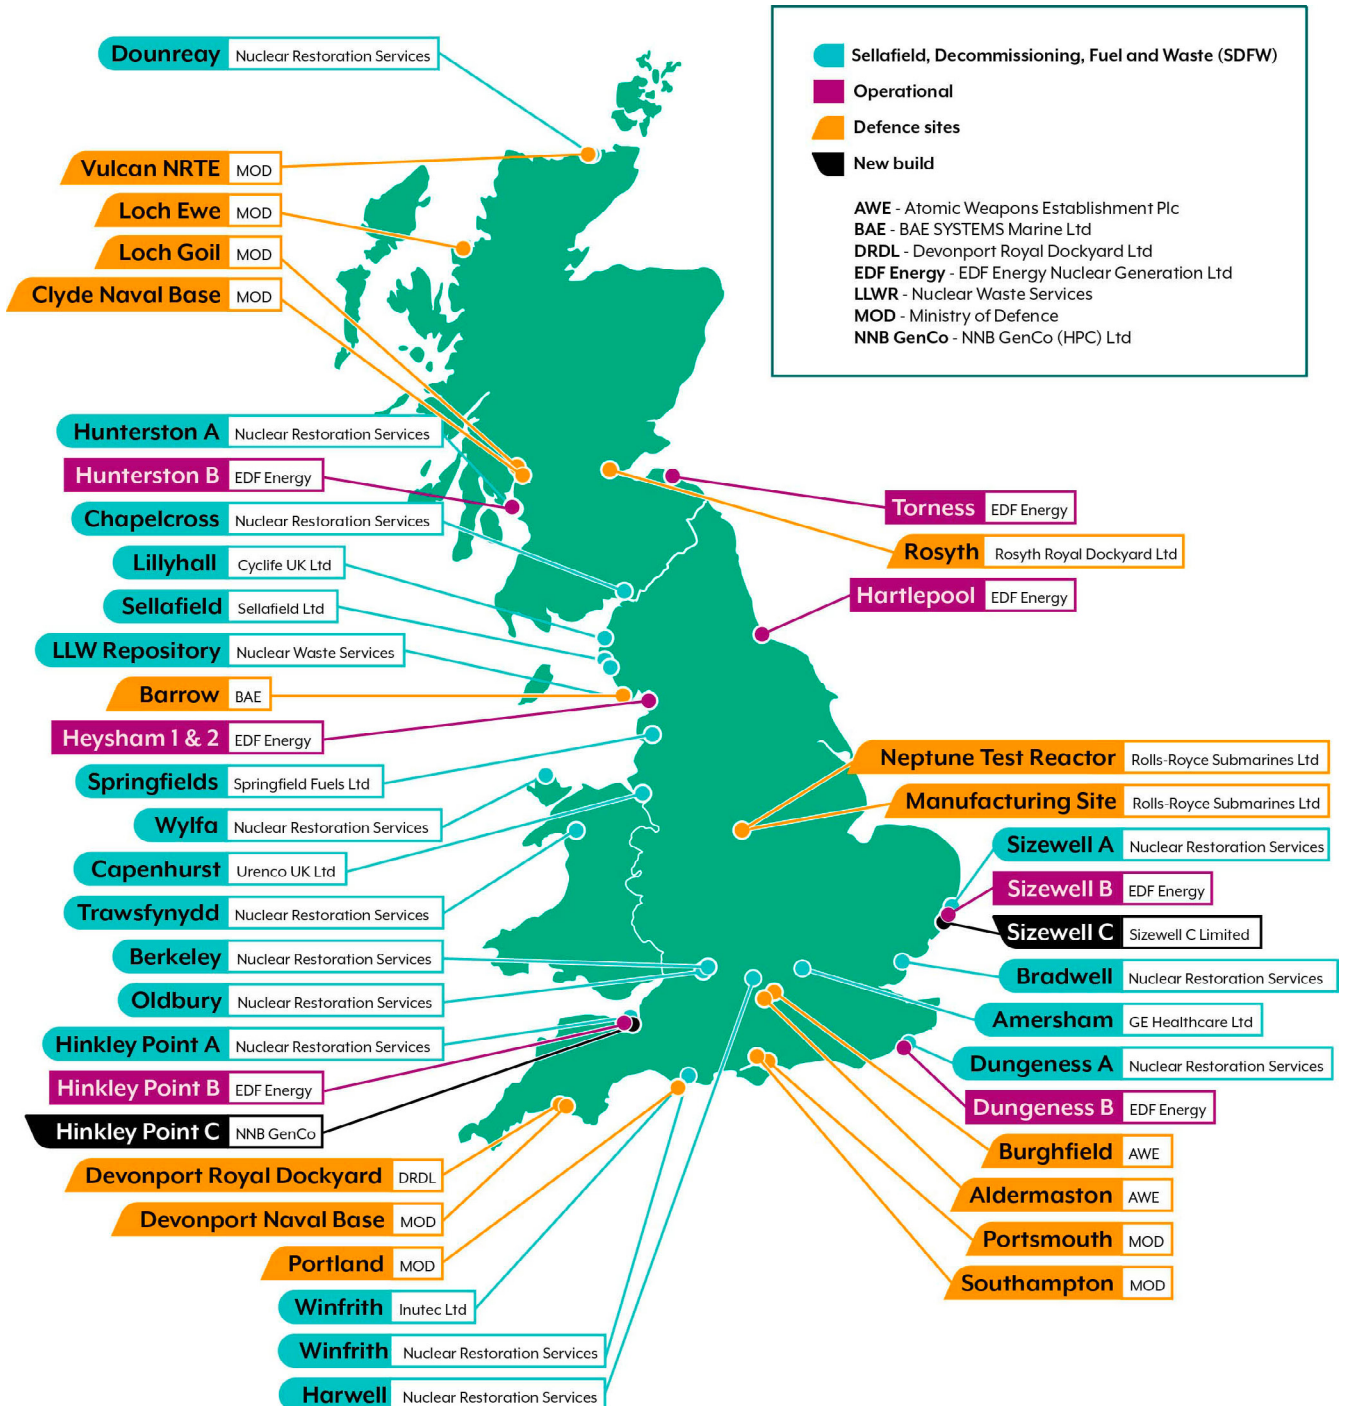 Sellafield, Decommissioning, Fuel and Waste (SDFW)
Operational
Defence sites
New build
AWE - Atomic Weapons Establishment Plc
BAE - BAE SYSTEMS Marine Ltd
DRDL - Devonport Royal Dockyard Ltd
EDF Energy - EDF Energy Nuclear Generation Ltd
LLWR - Nuclear Waste Services
MOD - Ministry of Defence
NNB GenCo - NNB GenCo (HPC) Ltd
Dounreay Nuclear Restoration Services
Vulcan NRTE MOD
Loch Ewe MOD
Loch Goil MOD
Clyde Naval Base MOD
Hunterston A Nuclear Restoration Services
Hunterston B EDF Energy
Chapelcross Nuclear Restoration Services
Lillyhall Cyclife UK Ltd
Sellafield Sellafield Ltd
LLW Repository Nuclear Waste Services
Barrow BAE
Heysham 1 & 2 EDF Energy
Springfields Springfield Fuels Ltd
Wylfa Nuclear Restoration Services
Capenhurst Urenco UK Ltd
Trawsfynydd Nuclear Restoration Services
Berkeley Nuclear Restoration Services
Oldbury Nuclear Restoration Services
Hinkley Point A Nuclear Restoration Services
Hinkley Point B EDF Energy
Hinkley Point C NNB GenCo
Devonport Royal Dockyard DRDL
Devonport Naval Base MOD
Portland MOD
Winfrith Inutec Ltd
Winfrith Nuclear Restoration Services
Harwell Nuclear Restoration Services
Torness EDF Energy
Rosyth Rosyth Royal Dockyard Ltd
Hartlepool EDF Energy
Neptune Test Reactor Rolls-Royce Submarines Ltd
Manufacturing Site Rolls-Royce Submarines Ltd
Sizewell A Nuclear Restoration Services
Sizewell B EDF Energy
Sizewell C Sizewell C Limited
Bradwell Nuclear Restoration Services
Amersham GE Healthcare Ltd
Dungeness A Nuclear Restoration Services
Dungeness B EDF Energy
Burghfield AWE
Aldermaston AWE
Portsmouth MOD
Southampton MOD